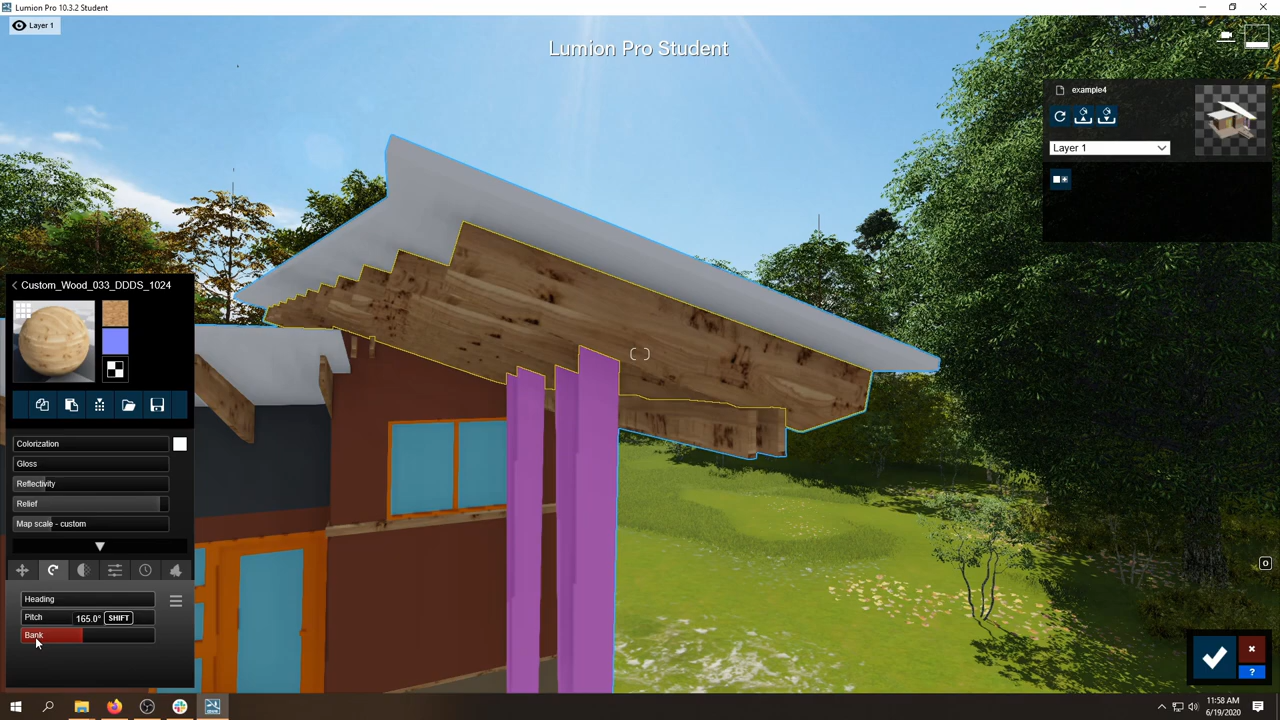 Lumion Pro 10.3.2 Student
Layer 1
Lumion Pro Student
example4
Layer 1
Custom_Wood_033_DDDS_1024
Colorization
Gloss
Reflectivity
Relief
Map scale - custom
Heading
Pitch 165.0° SHIFT
Bank
O
?
11:58 AM
6/19/2020